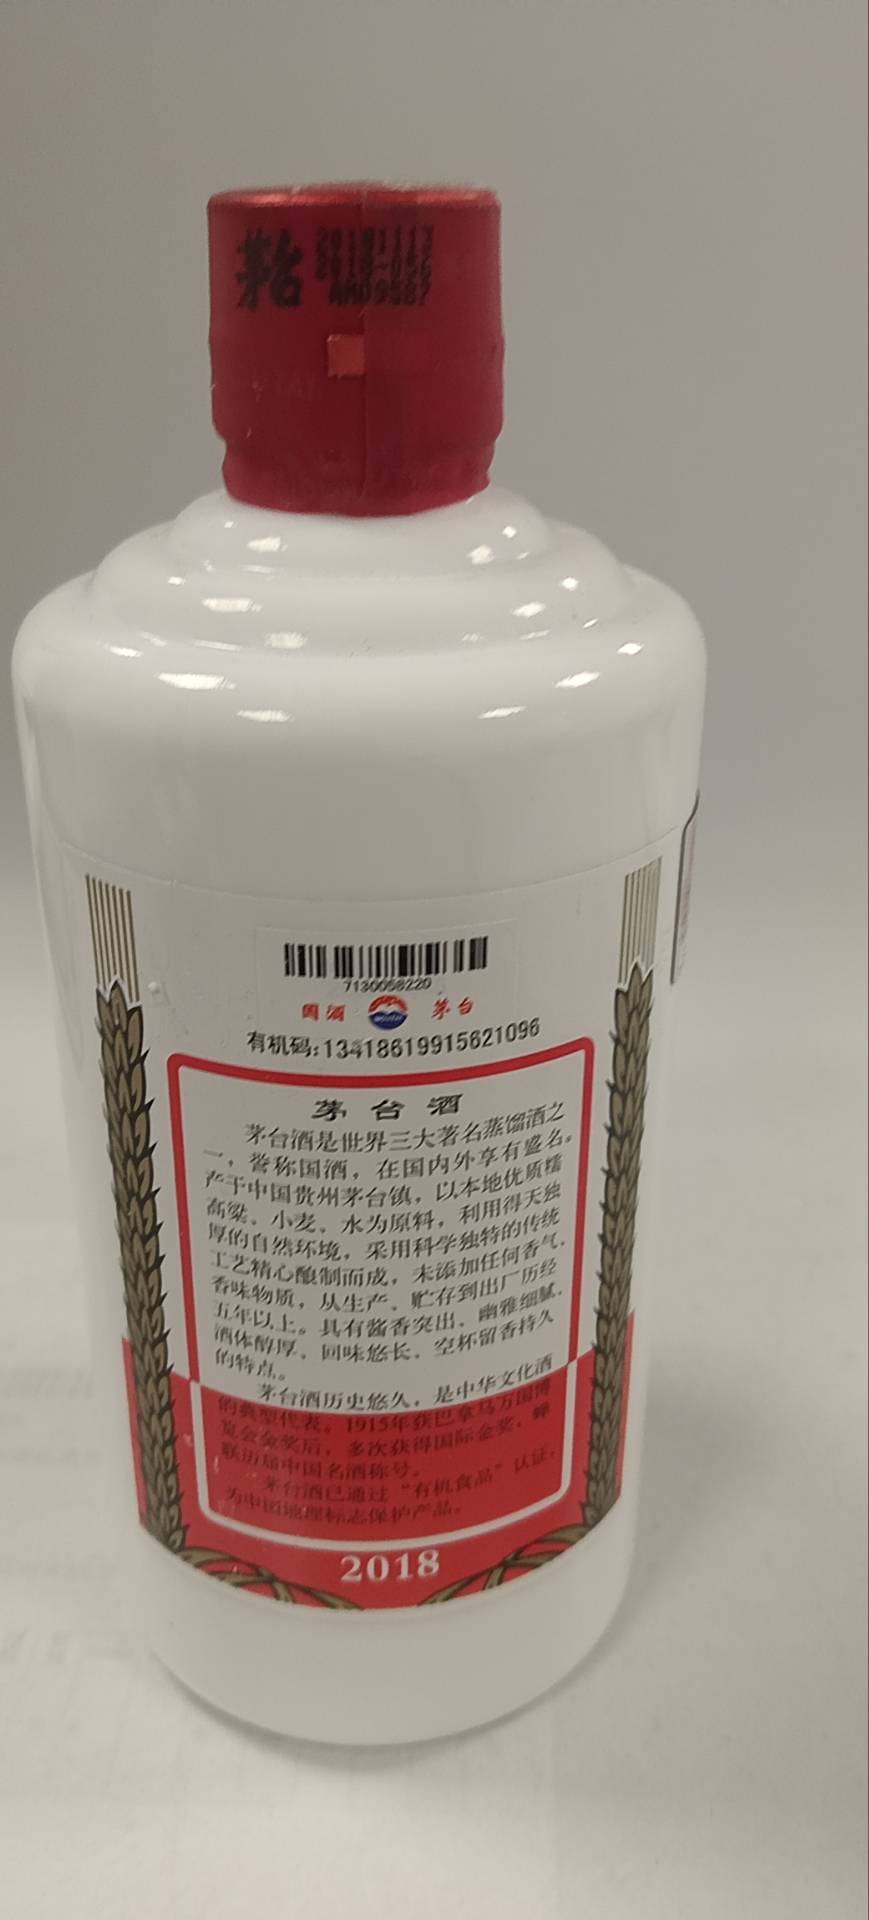 茅台
AM09587
7130058220
国酒 茅台
有机码:13418619915621096
茅台酒
茅台酒是世界三大著名蒸馏酒之
一，誉称国酒，在国内外享有盛名。
产于中国贵州茅台镇，以本地优质糯
高粱、小麦、水为原料，利用得天独
厚的自然环境，采用科学独特的传统
工艺精心酿制而成，未添加任何香气、
香味物质，从生产、贮存到出厂历经
五年以上。具有酱香突出、幽雅细腻、
酒体醇厚、回味悠长、空杯留香持久
的特点。
茅台酒历史悠久，是中华文化酒
的典型代表。1915年获巴拿马万国博
览会金奖后，多次获得国际金奖，蝉
联历届中国名酒称号。
茅台酒已通过“有机食品”认证，
为中国地理标志保护产品。
2018